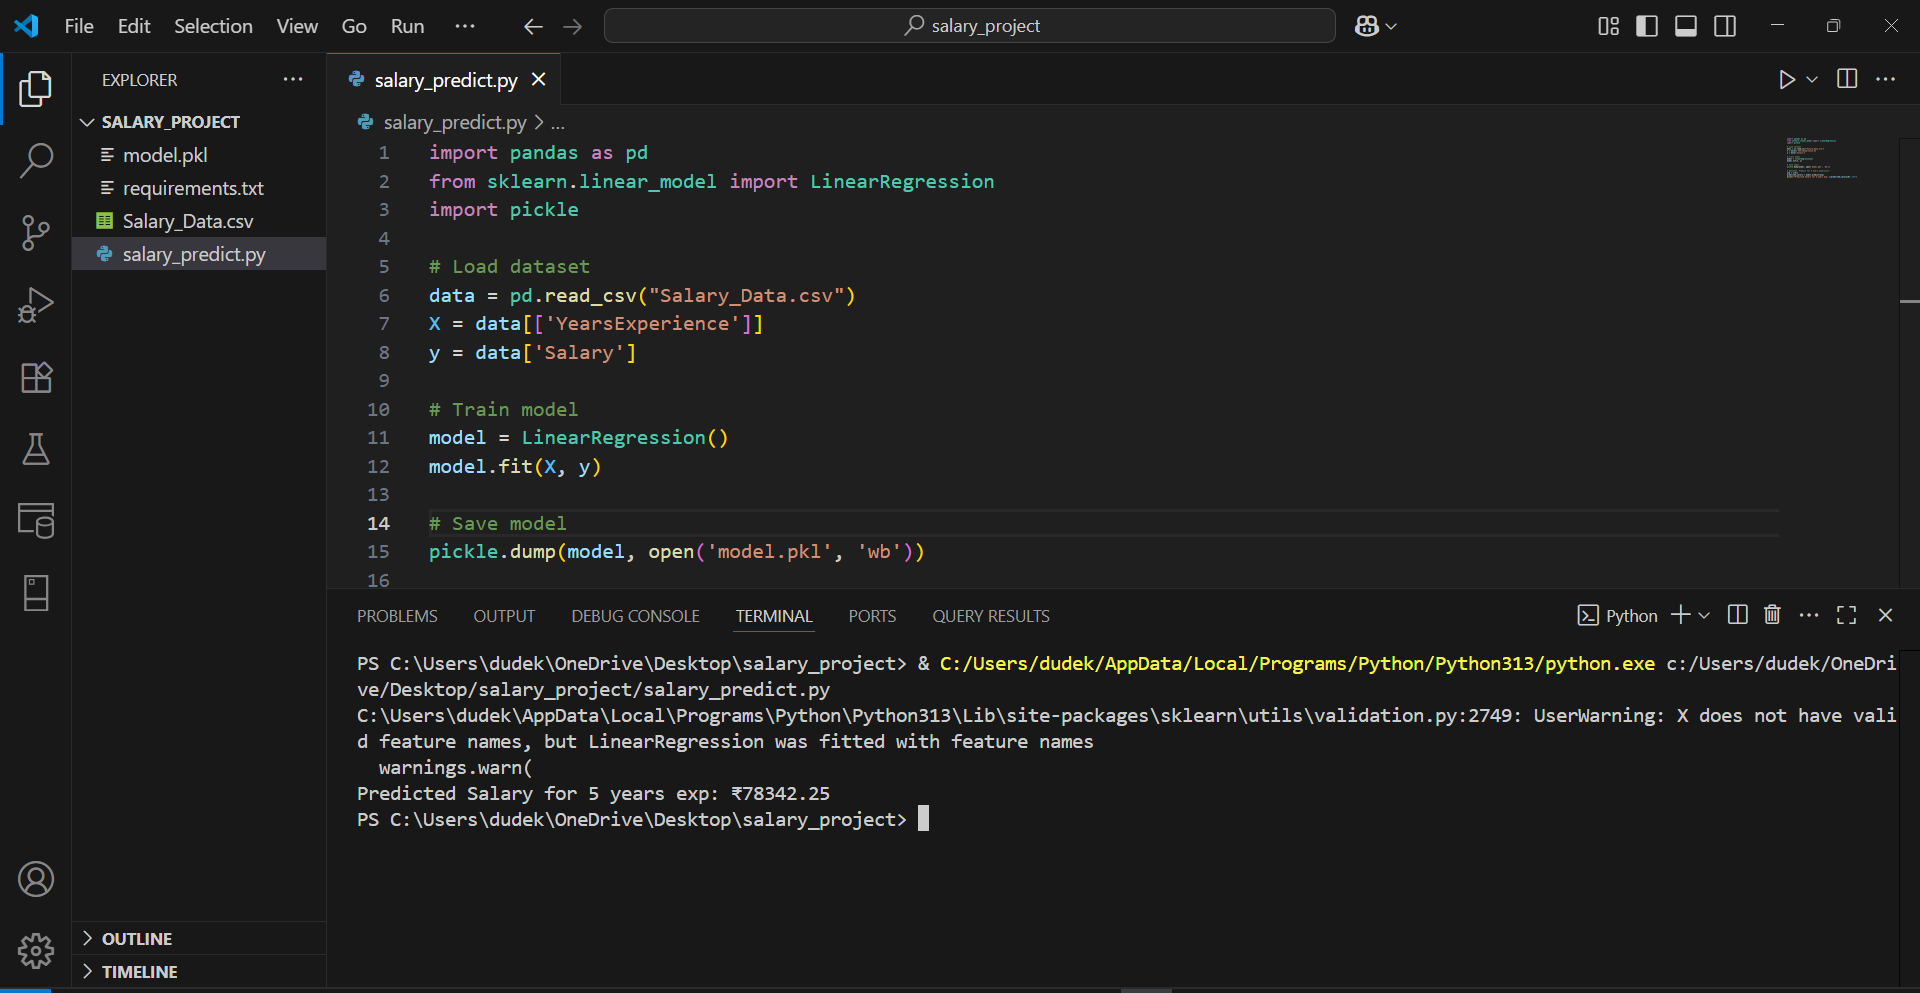 File Edit Selection View Go Run ··· salary_project
EXPLORER ···
SALARY_PROJECT
model.pkl
requirements.txt
Salary_Data.csv
salary_predict.py
OUTLINE
TIMELINE
salary_predict.py
salary_predict.py > ...
1 import pandas as pd
2 from sklearn.linear_model import LinearRegression
3 import pickle
4
5 # Load dataset
6 data = pd.read_csv("Salary_Data.csv")
7 X = data[['YearsExperience']]
8 y = data['Salary']
9
10 # Train model
11 model = LinearRegression()
12 model.fit(X, y)
13
14 # Save model
15 pickle.dump(model, open('model.pkl', 'wb'))
16
PROBLEMS OUTPUT DEBUG CONSOLE TERMINAL PORTS QUERY RESULTS Python
PS C:\Users\dudek\OneDrive\Desktop\salary_project> & C:/Users/dudek/AppData/Local/Programs/Python/Python313/python.exe c:/Users/dudek/OneDri
ve/Desktop/salary_project/salary_predict.py
C:\Users\dudek\AppData\Local\Programs\Python\Python313\Lib\site-packages\sklearn\utils\validation.py:2749: UserWarning: X does not have vali
d feature names, but LinearRegression was fitted with feature names
  warnings.warn(
Predicted Salary for 5 years exp: ₹78342.25
PS C:\Users\dudek\OneDrive\Desktop\salary_project>